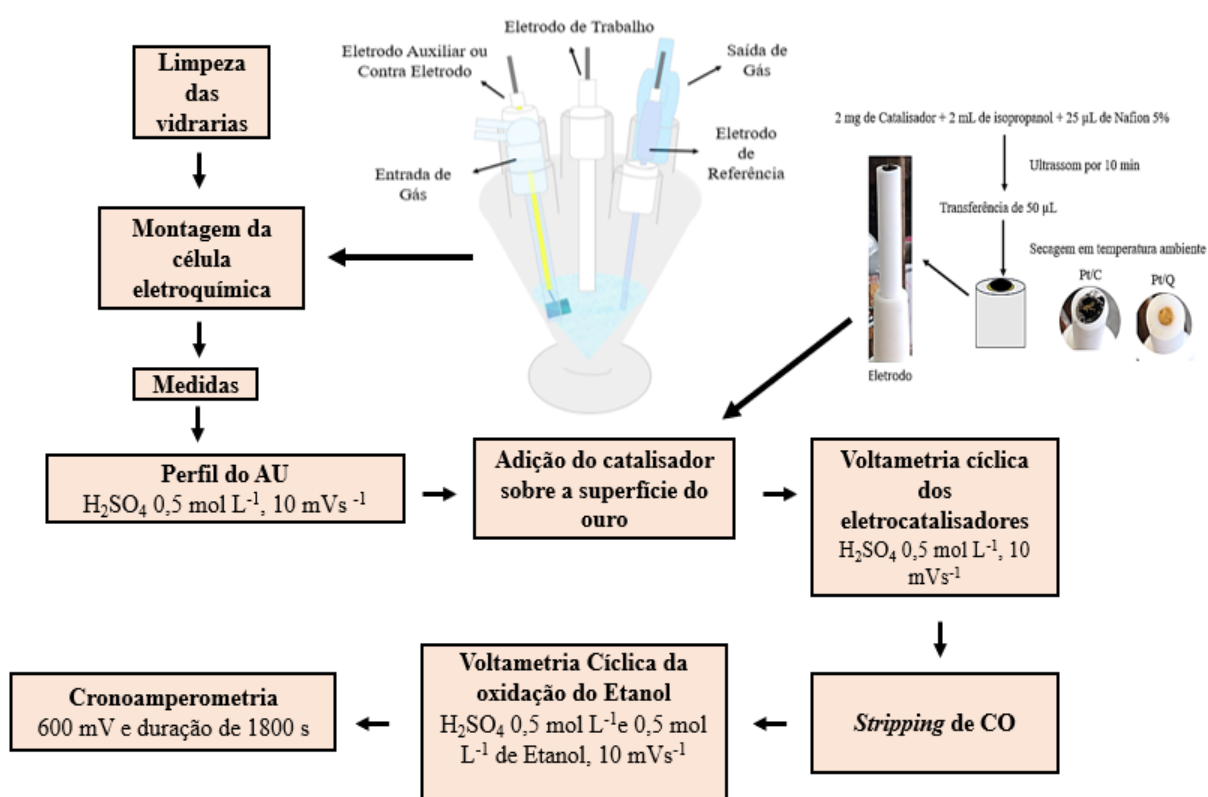 Limpeza
das
vidrarias
Montagem da
célula
eletroquímica
Medidas
Eletrodo de Trabalho
Eletrodo Auxiliar ou
Contra Eletrodo
Saída de
Gás
Entrada de
Gás
Eletrodo
de
Referência
2 mg de Catalisador + 2 mL de isopropanol + 25 µL de Nafion 5%
Ultrassom por 10 min
Transferência de 50 µL
Secagem em temperatura ambiente
Pt/C
Pt/Q
Eletrodo
Perfil do AU
H₂SO₄ 0,5 mol L⁻¹, 10 mVs ⁻¹
Adição do catalisador
sobre a superfície do
ouro
Voltametria cíclica
dos
eletrocatalisadores
H₂SO₄ 0,5 mol L⁻¹, 10
mVs⁻¹
Stripping de CO
Voltametria Cíclica da
oxidação do Etanol
H₂SO₄ 0,5 mol L⁻¹e 0,5 mol
L⁻¹ de Etanol, 10 mVs⁻¹
Cronoamperometria
600 mV e duração de 1800 s